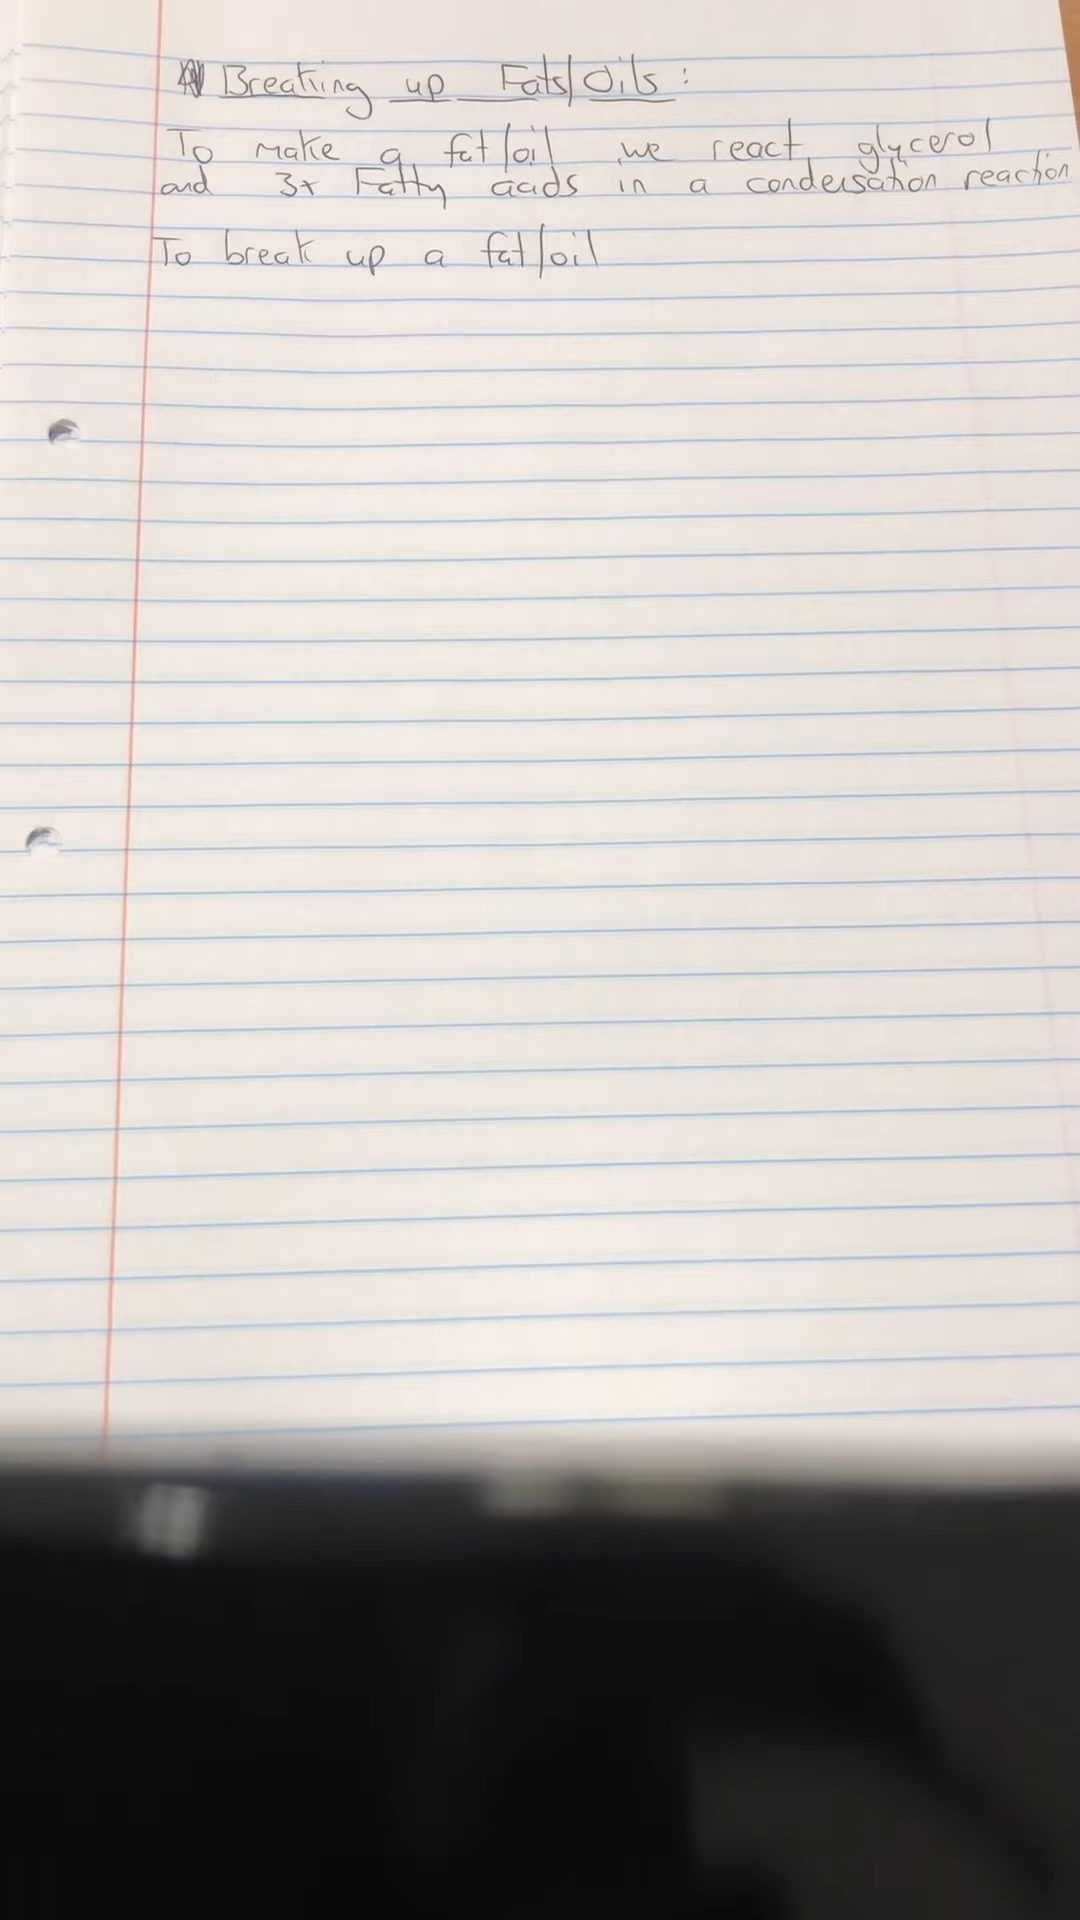 Breaking up Fats/Oils:
To make a fat/oil we react glycerol
and 3x Fatty acids in a condensation reaction
To break up a fat/oil